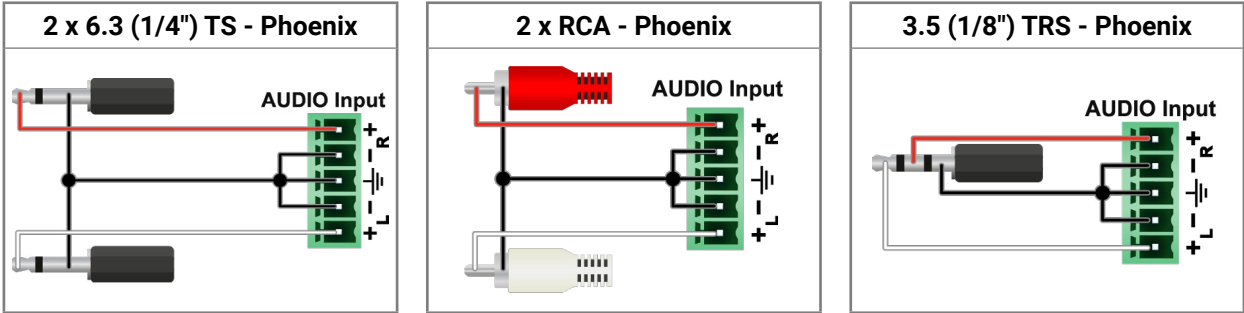 2 x 6.3 (1/4") TS - Phoenix
AUDIO Input
+
R
-
-
L
+
2 x RCA - Phoenix
AUDIO Input
+
R
-
-
L
+
3.5 (1/8") TRS - Phoenix
AUDIO Input
+
R
-
-
L
+